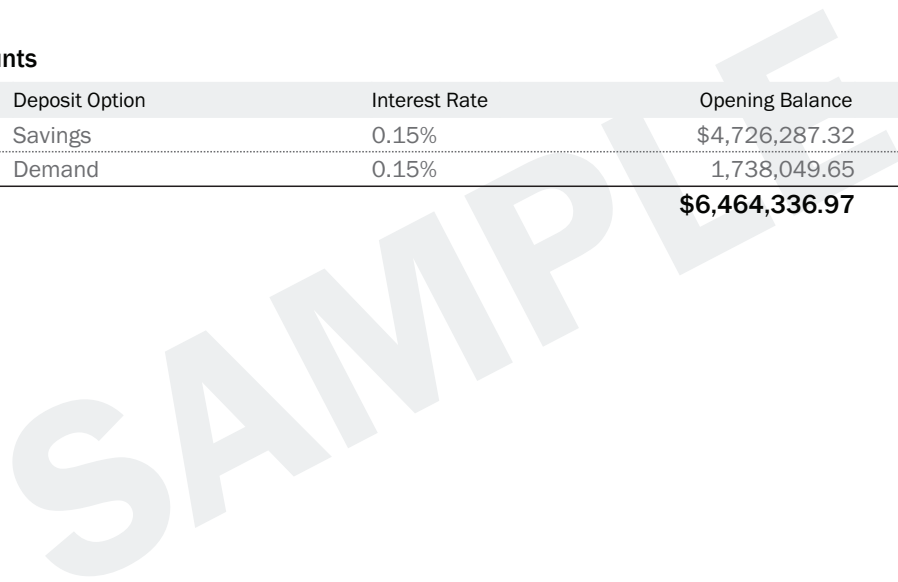 Deposit Option Interest Rate Opening Balance
Savings 0.15% $4,726,287.32
Demand 0.15% 1,738,049.65
$6,464,336.97
SAMPLE